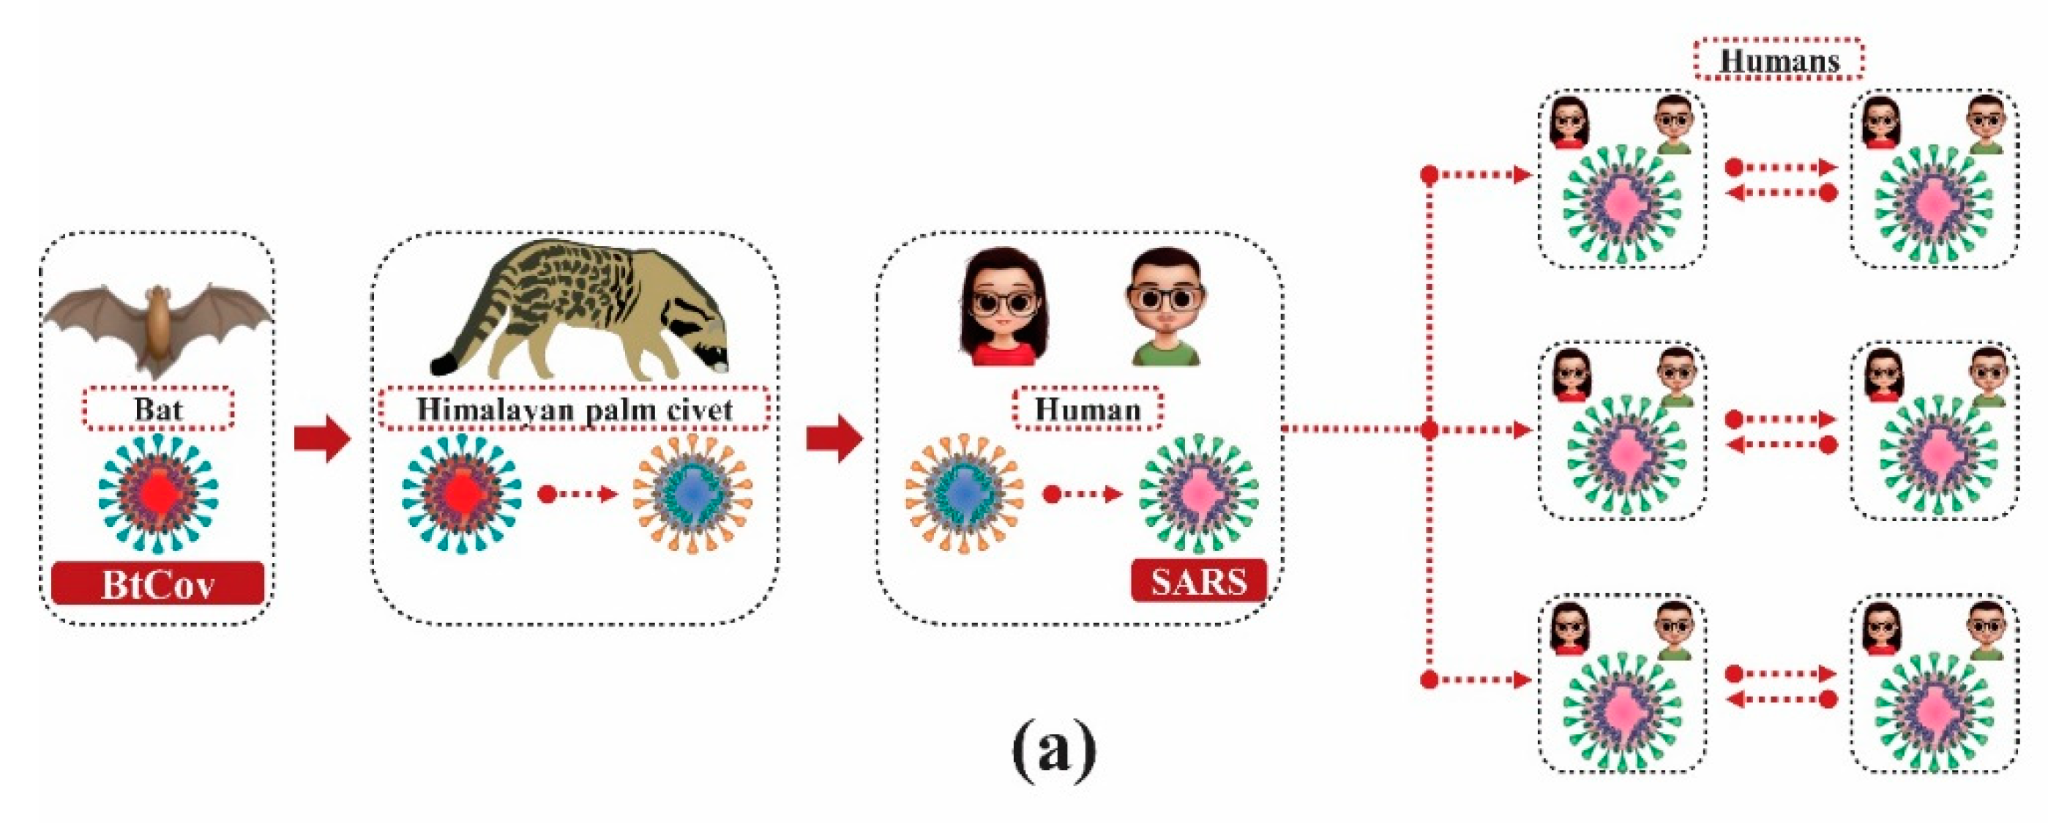 Humans
Bat
Himalayan palm civet
Human
BtCov
SARS
(a)